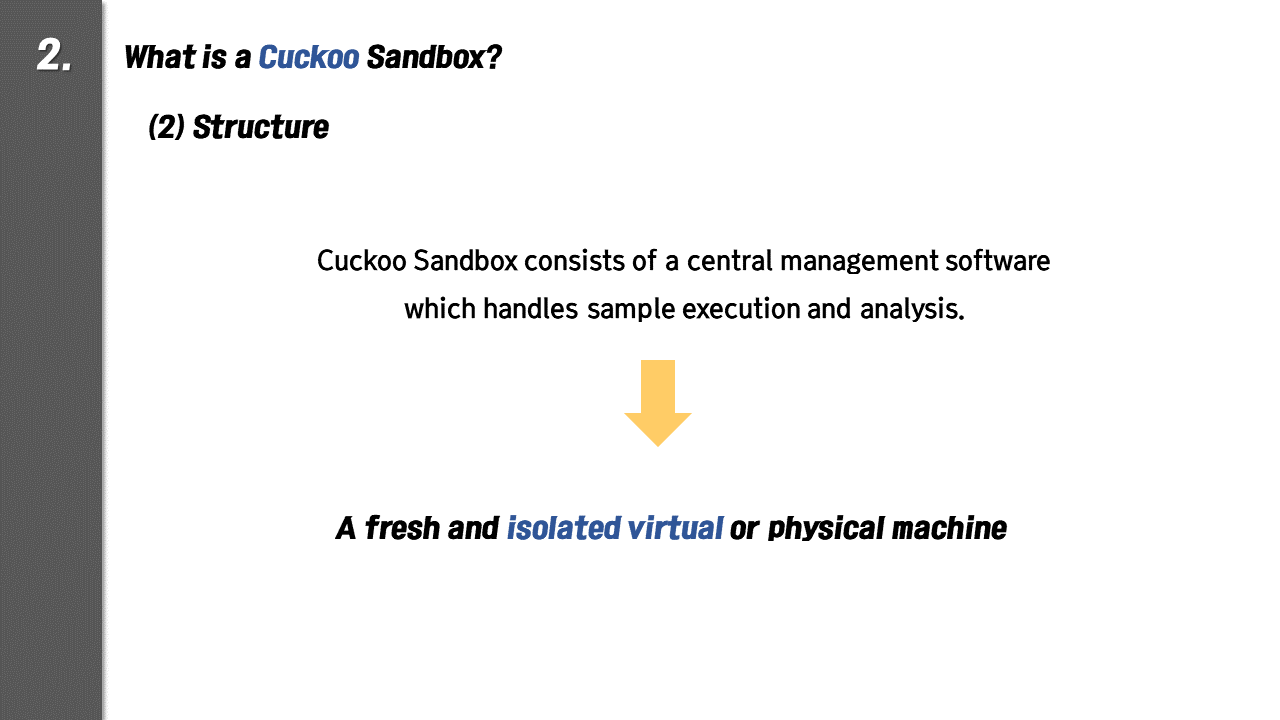 2.
What is a Cuckoo Sandbox?
(2) Structure
Cuckoo Sandbox consists of a central management software
which handles sample execution and analysis.
A fresh and isolated virtual or physical machine